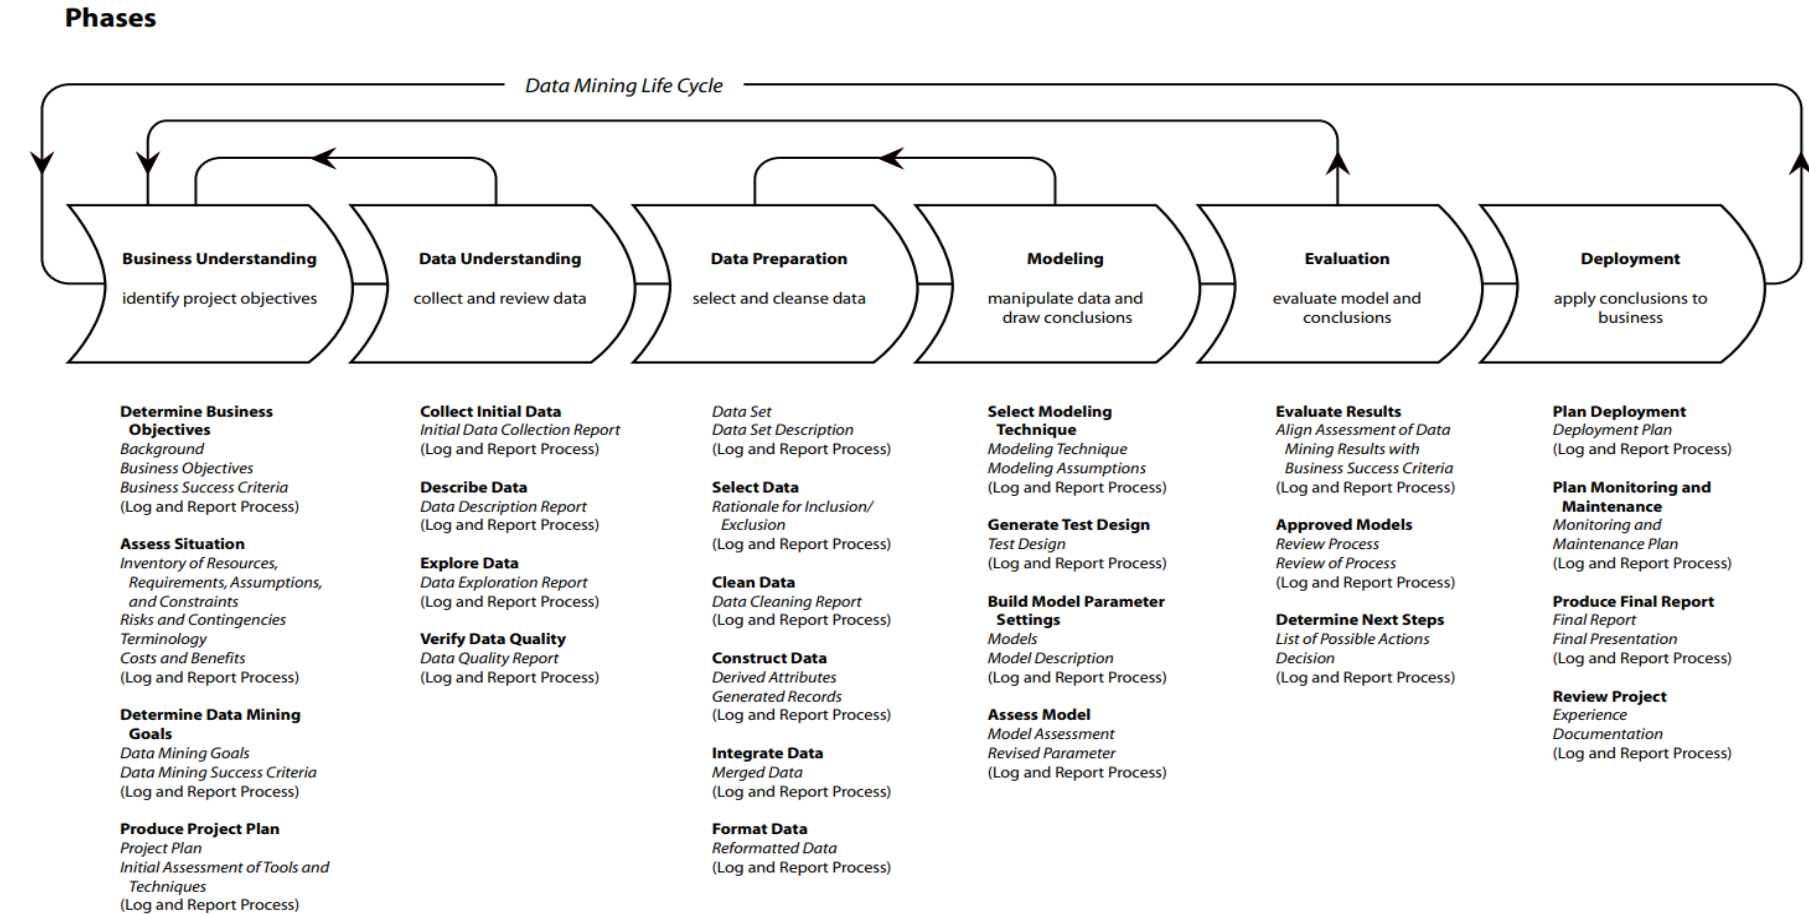 Phases
Data Mining Life Cycle
Business Understanding
identify project objectives
Data Understanding
collect and review data
Data Preparation
select and cleanse data
Modeling
manipulate data and
draw conclusions
Evaluation
evaluate model and
conclusions
Deployment
apply conclusions to
business
Determine Business
Objectives
Background
Business Objectives
Business Success Criteria
(Log and Report Process)
Assess Situation
Inventory of Resources,
Requirements, Assumptions,
and Constraints
Risks and Contingencies
Terminology
Costs and Benefits
(Log and Report Process)
Determine Data Mining
Goals
Data Mining Goals
Data Mining Success Criteria
(Log and Report Process)
Produce Project Plan
Project Plan
Initial Assessment of Tools and
Techniques
(Log and Report Process)
Collect Initial Data
Initial Data Collection Report
(Log and Report Process)
Describe Data
Data Description Report
(Log and Report Process)
Explore Data
Data Exploration Report
(Log and Report Process)
Verify Data Quality
Data Quality Report
(Log and Report Process)
Data Set
Data Set Description
(Log and Report Process)
Select Data
Rationale for Inclusion/
Exclusion
(Log and Report Process)
Clean Data
Data Cleaning Report
(Log and Report Process)
Construct Data
Derived Attributes
Generated Records
(Log and Report Process)
Integrate Data
Merged Data
(Log and Report Process)
Format Data
Reformatted Data
(Log and Report Process)
Select Modeling
Technique
Modeling Technique
Modeling Assumptions
(Log and Report Process)
Generate Test Design
Test Design
(Log and Report Process)
Build Model Parameter
Settings
Models
Model Description
(Log and Report Process)
Assess Model
Model Assessment
Revised Parameter
(Log and Report Process)
Evaluate Results
Align Assessment of Data
Mining Results with
Business Success Criteria
(Log and Report Process)
Approved Models
Review Process
Review of Process
(Log and Report Process)
Determine Next Steps
List of Possible Actions
Decision
(Log and Report Process)
Plan Deployment
Deployment Plan
(Log and Report Process)
Plan Monitoring and
Maintenance
Monitoring and
Maintenance Plan
(Log and Report Process)
Produce Final Report
Final Report
Final Presentation
(Log and Report Process)
Review Project
Experience
Documentation
(Log and Report Process)